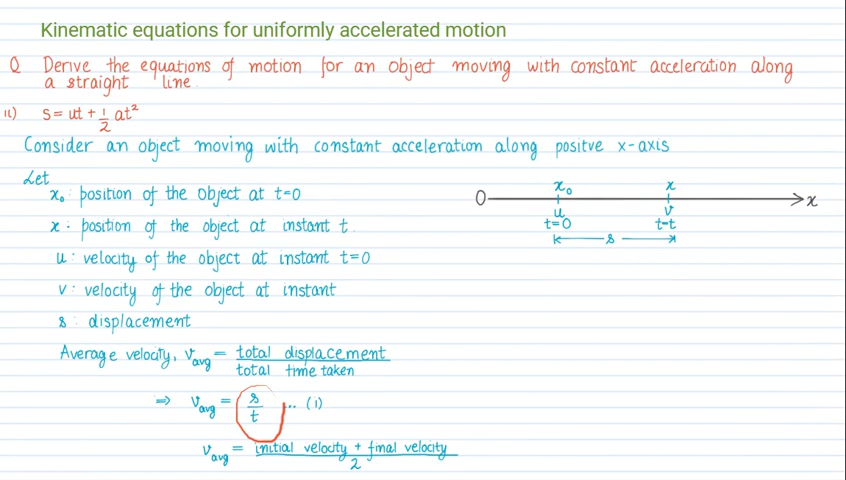 Kinematic equations for uniformly accelerated motion
Q Derive the equations of motion for an object moving with constant acceleration along
a straight line.
ii) s = ut + 1/2 at²
Consider an object moving with constant acceleration along positve x-axis
Let
x₀ : position of the object at t=0
x : position of the object at instant t
u : velocity of the object at instant t=0
v : velocity of the object at instant
s : displacement
O x₀ x x
u v
t=0 t=t
s
Average velocity, v_avg = total displacement / total time taken
⇒ v_avg = s/t ... (1)
v_avg = initial velocity + final velocity / 2